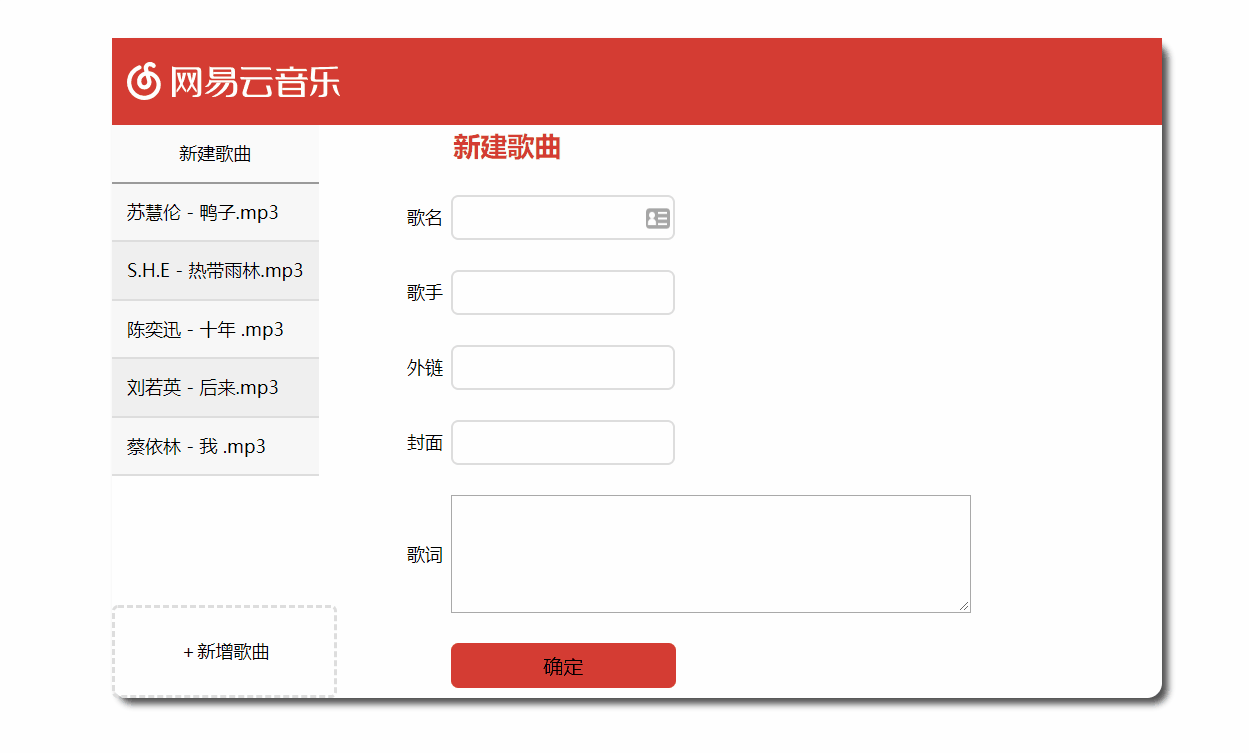 网易云音乐
新建歌曲
苏慧伦 - 鸭子.mp3
S.H.E - 热带雨林.mp3
陈奕迅 - 十年 .mp3
刘若英 - 后来.mp3
蔡依林 - 我 .mp3
+ 新增歌曲
新建歌曲
歌名
歌手
外链
封面
歌词
确定